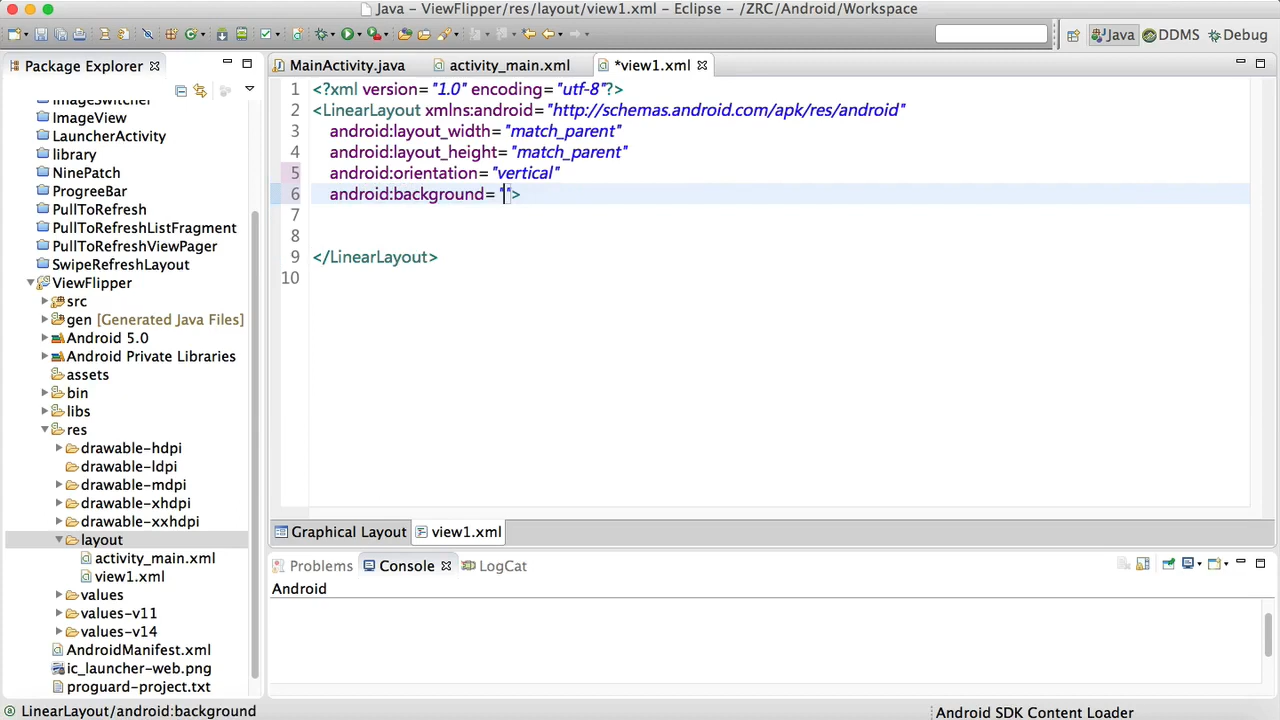 Java - ViewFlipper/res/layout/view1.xml - Eclipse - /ZRC/Android/Workspace
Java
DDMS
Debug
Package Explorer
MainActivity.java
activity_main.xml
*view1.xml
ImageSwitcher
ImageView
LauncherActivity
library
NinePatch
ProgreeBar
PullToRefresh
PullToRefreshListFragment
PullToRefreshViewPager
SwipeRefreshLayout
ViewFlipper
src
gen [Generated Java Files]
Android 5.0
Android Private Libraries
assets
bin
libs
res
drawable-hdpi
drawable-ldpi
drawable-mdpi
drawable-xhdpi
drawable-xxhdpi
layout
activity_main.xml
view1.xml
values
values-v11
values-v14
AndroidManifest.xml
ic_launcher-web.png
proguard-project.txt
1 <?xml version="1.0" encoding="utf-8"?>
2 <LinearLayout xmlns:android="http://schemas.android.com/apk/res/android"
3 android:layout_width="match_parent"
4 android:layout_height="match_parent"
5 android:orientation="vertical"
6 android:background="">
7
8
9 </LinearLayout>
10
Graphical Layout
view1.xml
Problems
Console
LogCat
Android
LinearLayout/android:background
Android SDK Content Loader